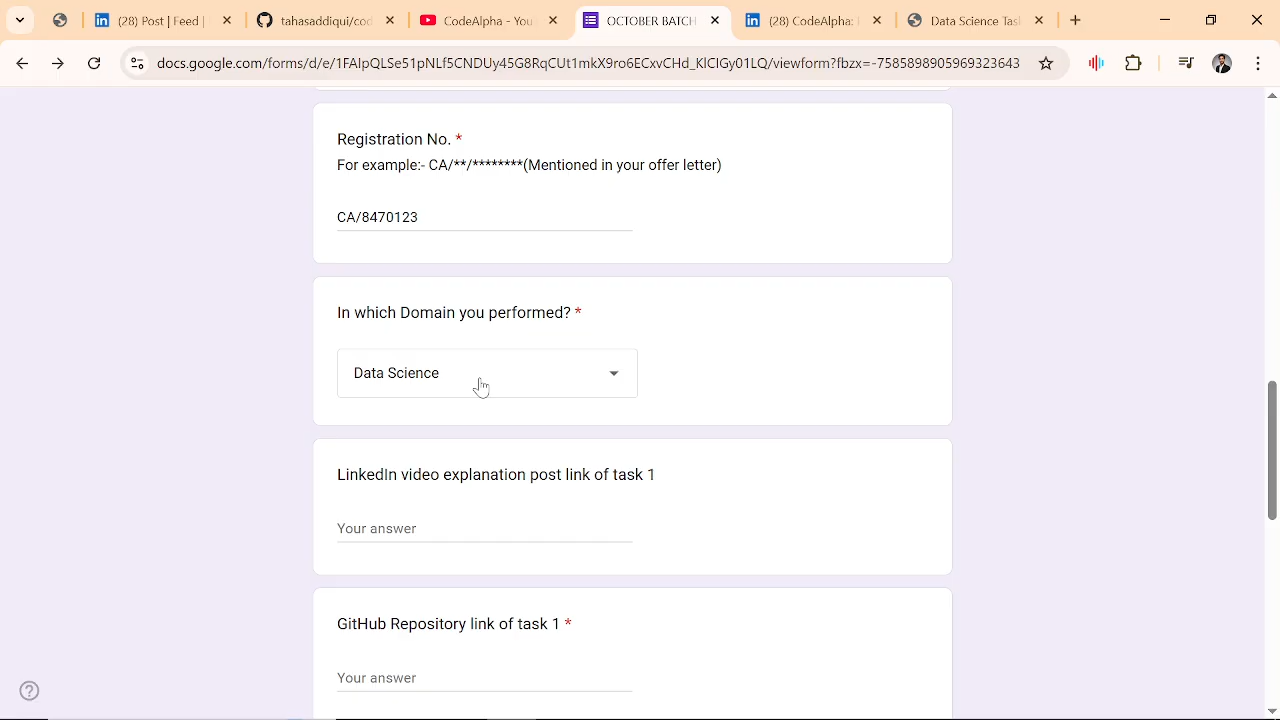 (28) Post | Feed |
tahasiddiqui/cod
CodeAlpha - You
OCTOBER BATCH
(28) CodeAlpha:
Data Science Tas
docs.google.com/forms/d/e/1FAIpQLSe51pNLf5CNDUy45G8RqCUt1mkX9ro6ECxvCHd_KlCIGy01LQ/viewform?fbzx=-7585898905969323643
Registration No. *
For example:- CA/**/********(Mentioned in your offer letter)
CA/8470123
In which Domain you performed? *
Data Science
LinkedIn video explanation post link of task 1
Your answer
GitHub Repository link of task 1 *
Your answer